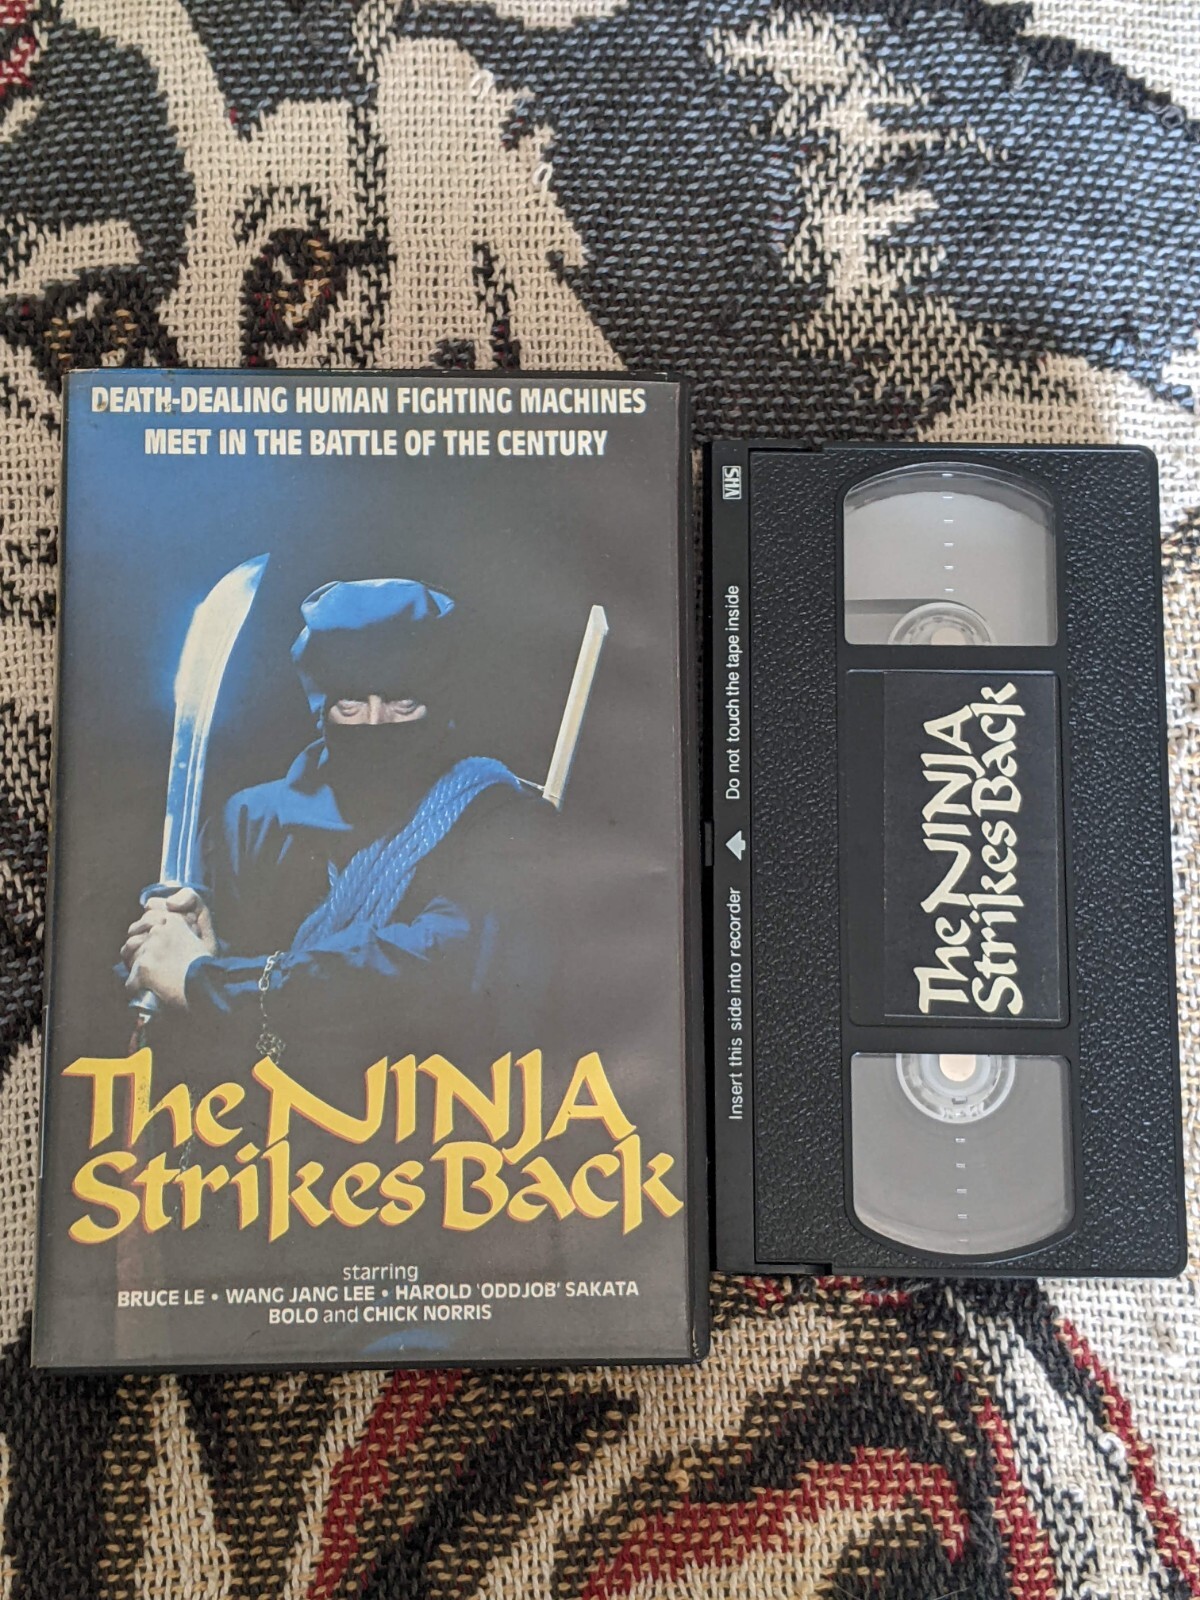 DEATH-DEALING HUMAN FIGHTING MACHINES
MEET IN THE BATTLE OF THE CENTURY
The NINJA
Strikes Back
starring
BRUCE LE • WANG JANG LEE • HAROLD 'ODDJOB' SAKATA
BOLO and CHICK NORRIS
VHS
Insert this side into recorder
Do not touch the tape inside
The NINJA
Strikes Back